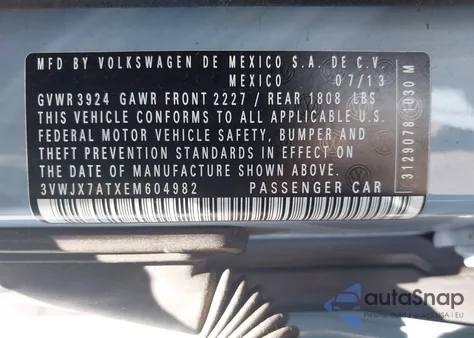 MFD BY VOLKSWAGEN DE MEXICO S.A. DE C.V.
MEXICO 07/13
GVWR 3924 GAWR FRONT 2227 / REAR 1808 LBS
THIS VEHICLE CONFORMS TO ALL APPLICABLE U.S.
FEDERAL MOTOR VEHICLE SAFETY, BUMPER AND
THEFT PREVENTION STANDARDS IN EFFECT ON
THE DATE OF MANUFACTURE SHOWN ABOVE.
3VWJX7ATXEM604982 PASSENGER CAR
3129078 1030 M
autoSnap